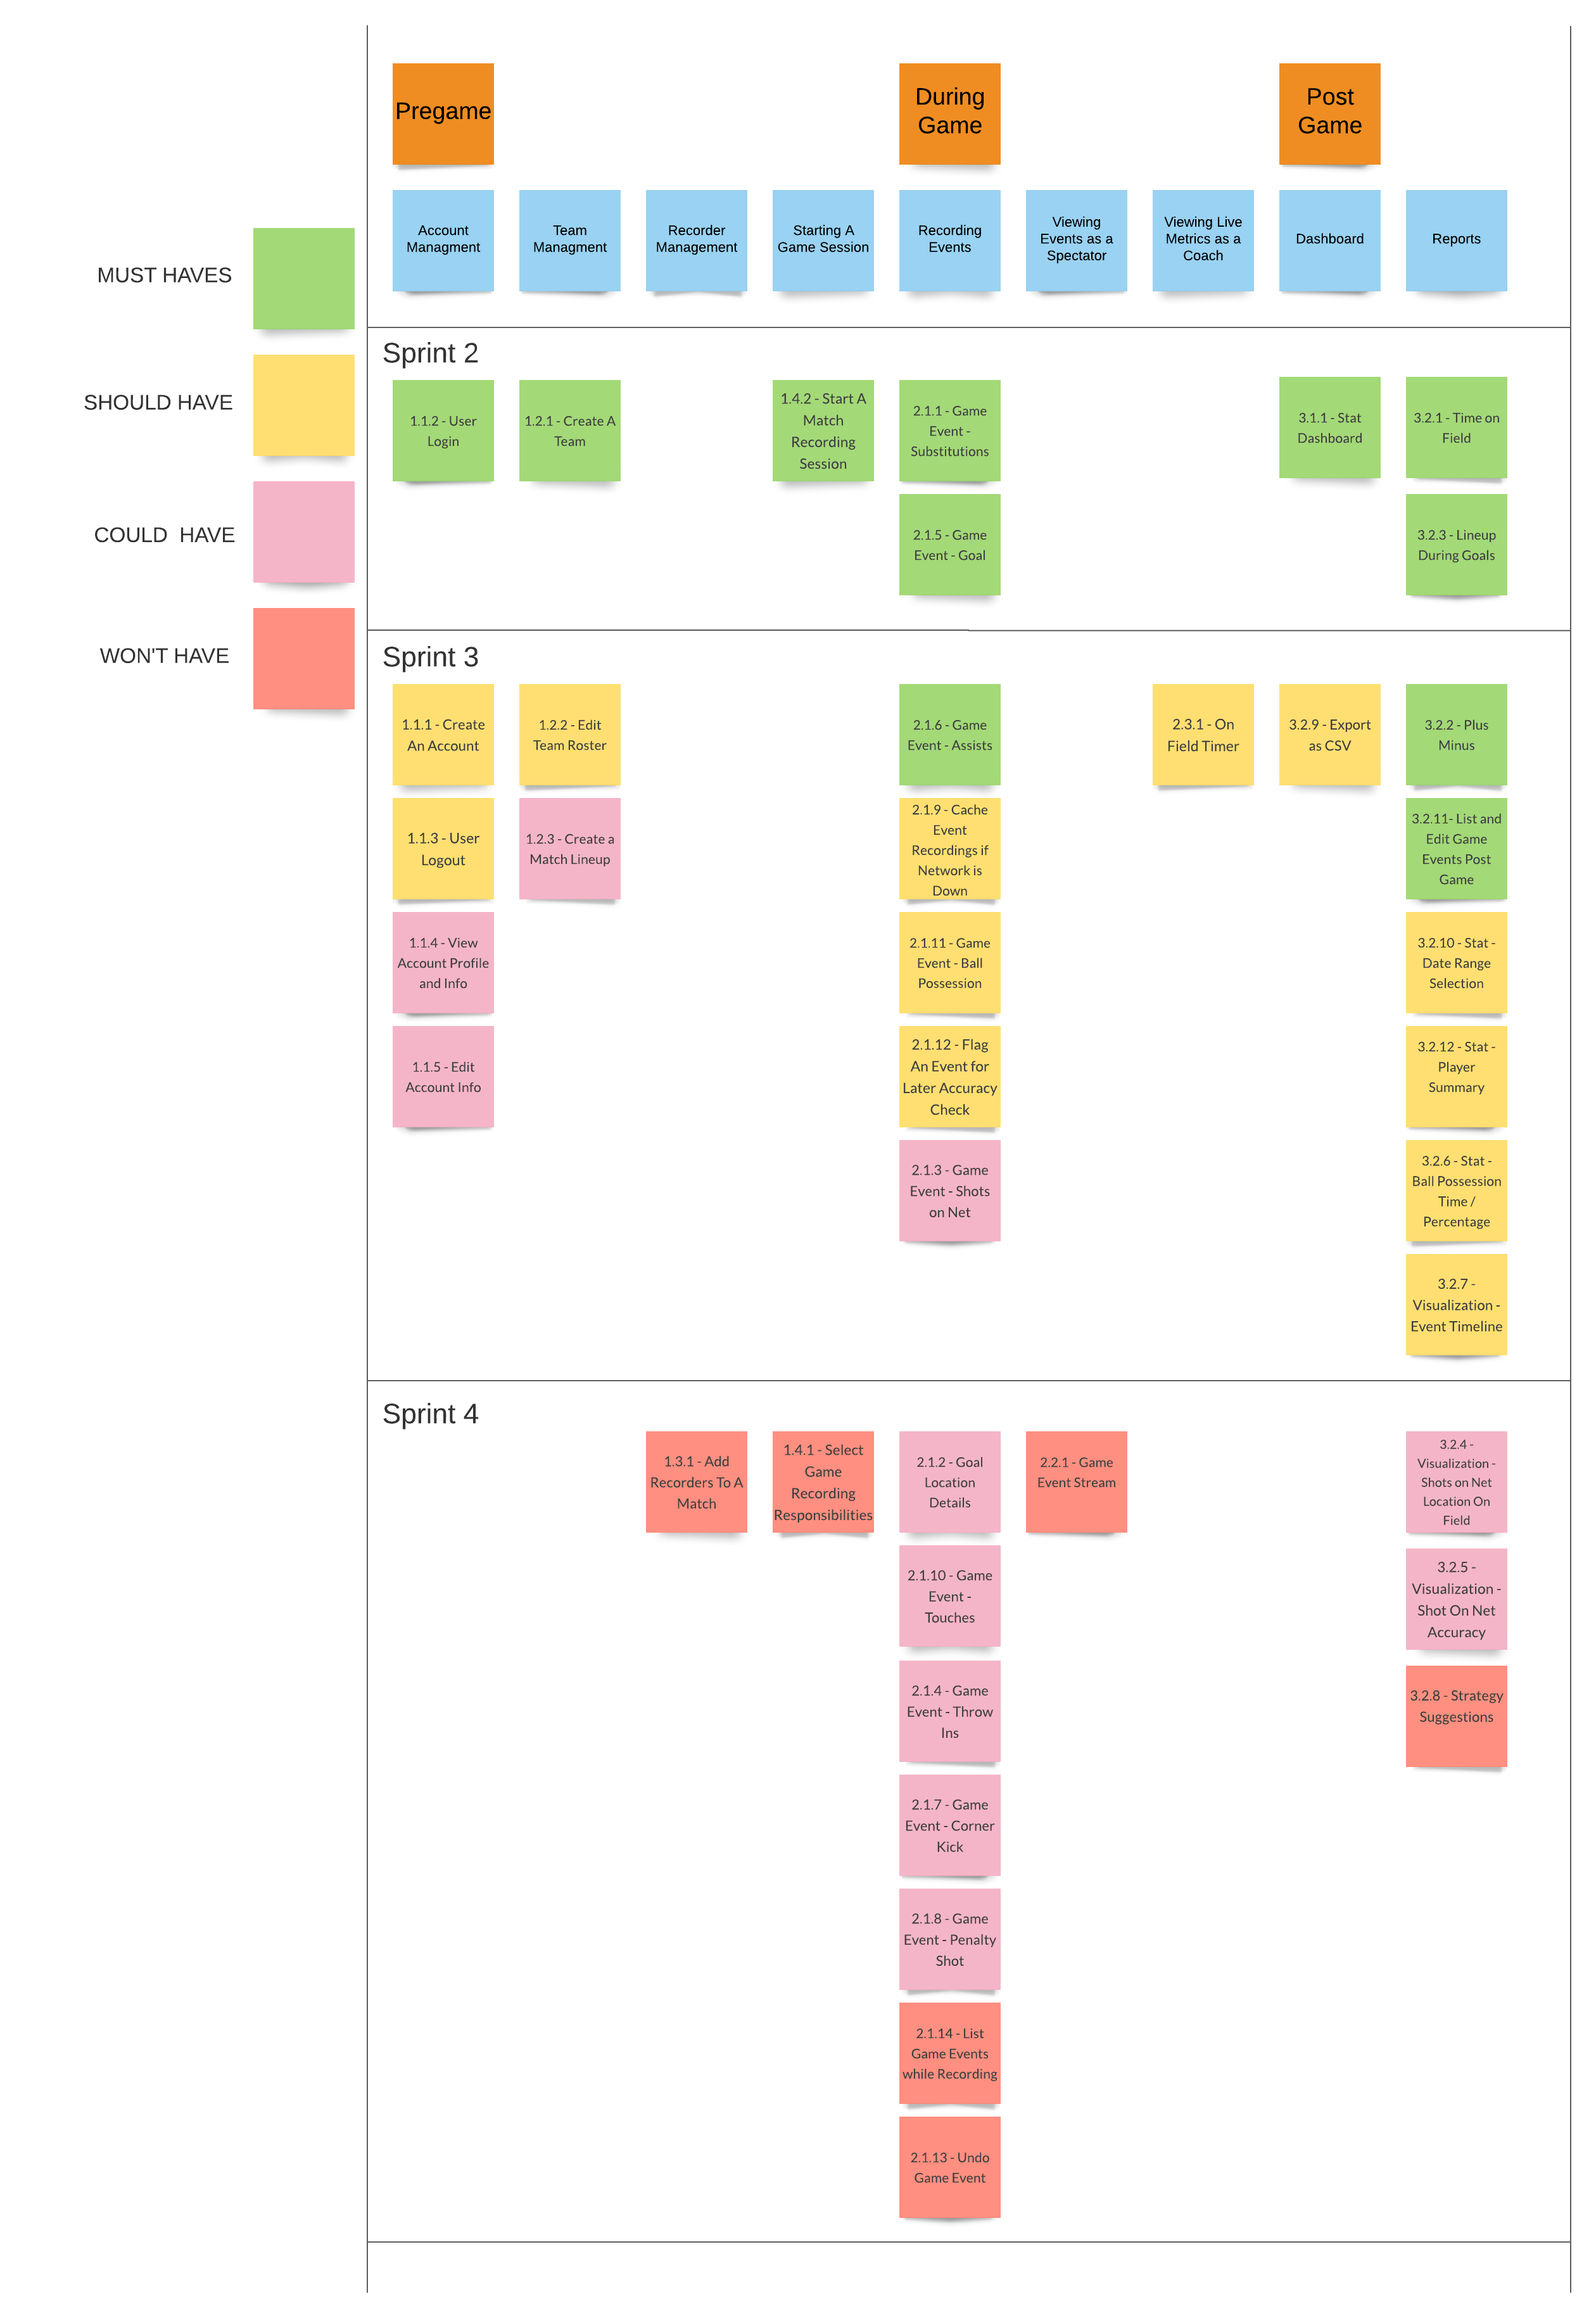 Pregame
During
Game
Post
Game
Account
Managment
Team
Managment
Recorder
Management
Starting A
Game Session
Recording
Events
Viewing
Events as a
Spectator
Viewing Live
Metrics as a
Coach
Dashboard
Reports
MUST HAVES
SHOULD HAVE
COULD  HAVE
WON'T HAVE
Sprint 2
1.1.2 - User
Login
1.2.1 - Create A
Team
1.4.2 - Start A
Match
Recording
Session
2.1.1 - Game
Event -
Substitutions
3.1.1 - Stat
Dashboard
3.2.1 - Time on
Field
2.1.5 - Game
Event - Goal
3.2.3 - Lineup
During Goals
Sprint 3
1.1.1 - Create
An Account
1.2.2 - Edit
Team Roster
2.1.6 - Game
Event - Assists
2.3.1 - On
Field Timer
3.2.9 - Export
as CSV
3.2.2 - Plus
Minus
1.1.3 - User
Logout
1.2.3 - Create a
Match Lineup
2.1.9 - Cache
Event
Recordings if
Network is
Down
3.2.11- List and
Edit Game
Events Post
Game
1.1.4 - View
Account Profile
and Info
2.1.11 - Game
Event - Ball
Possession
3.2.10 - Stat -
Date Range
Selection
1.1.5 - Edit
Account Info
2.1.12 - Flag
An Event for
Later Accuracy
Check
3.2.12 - Stat -
Player
Summary
2.1.3 - Game
Event - Shots
on Net
3.2.6 - Stat -
Ball Possession
Time /
Percentage
3.2.7 -
Visualization -
Event Timeline
Sprint 4
1.3.1 - Add
Recorders To A
Match
1.4.1 - Select
Game
Recording
Responsibilities
2.1.2 - Goal
Location
Details
2.2.1 - Game
Event Stream
3.2.4 -
Visualization -
Shots on Net
Location On
Field
2.1.10 - Game
Event -
Touches
3.2.5 -
Visualization -
Shot On Net
Accuracy
2.1.4 - Game
Event - Throw
Ins
3.2.8 - Strategy
Suggestions
2.1.7 - Game
Event - Corner
Kick
2.1.8 - Game
Event - Penalty
Shot
2.1.14 - List
Game Events
while Recording
2.1.13 - Undo
Game Event